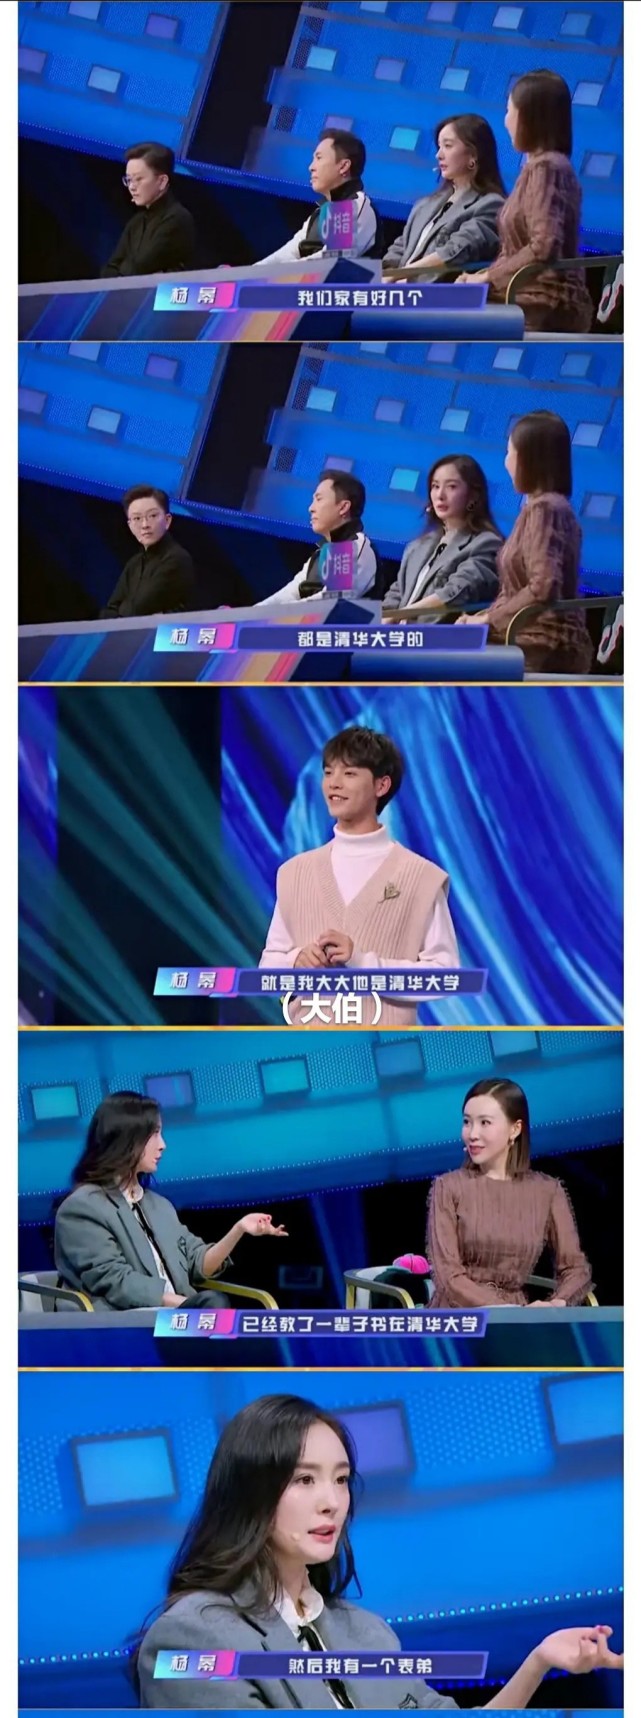 抖音
杨幂 我们家有好几个
抖音
杨幂 都是清华大学的
杨幂 就是我大大他是清华大学
（大伯）
杨幂 已经教了一辈子书在清华大学
杨幂 然后我有一个表弟